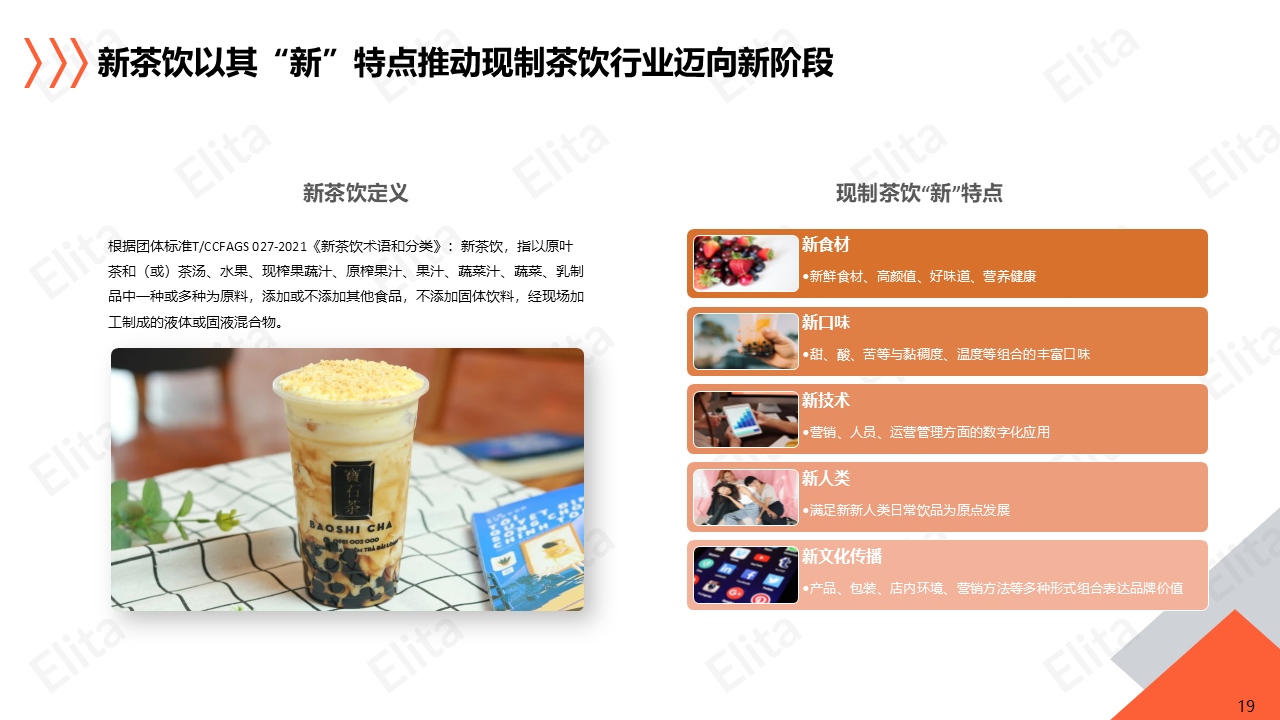 新茶饮以其“新”特点推动现制茶饮行业迈向新阶段
新茶饮定义
根据团体标准T/CCFAGS 027-2021《新茶饮术语和分类》：新茶饮，指以原叶
茶和（或）茶汤、水果、现榨果蔬汁、原榨果汁、果汁、蔬菜汁、蔬菜、乳制
品中一种或多种为原料，添加或不添加其他食品，不添加固体饮料，经现场加
工制成的液体或固液混合物。
寶石茶
BAOSHI CHA
现制茶饮“新”特点
新食材
•新鲜食材、高颜值、好味道、营养健康
新口味
•甜、酸、苦等与黏稠度、温度等组合的丰富口味
新技术
•营销、人员、运营管理方面的数字化应用
新人类
•满足新新人类日常饮品为原点发展
新文化传播
•产品、包装、店内环境、营销方法等多种形式组合表达品牌价值
19
Elita